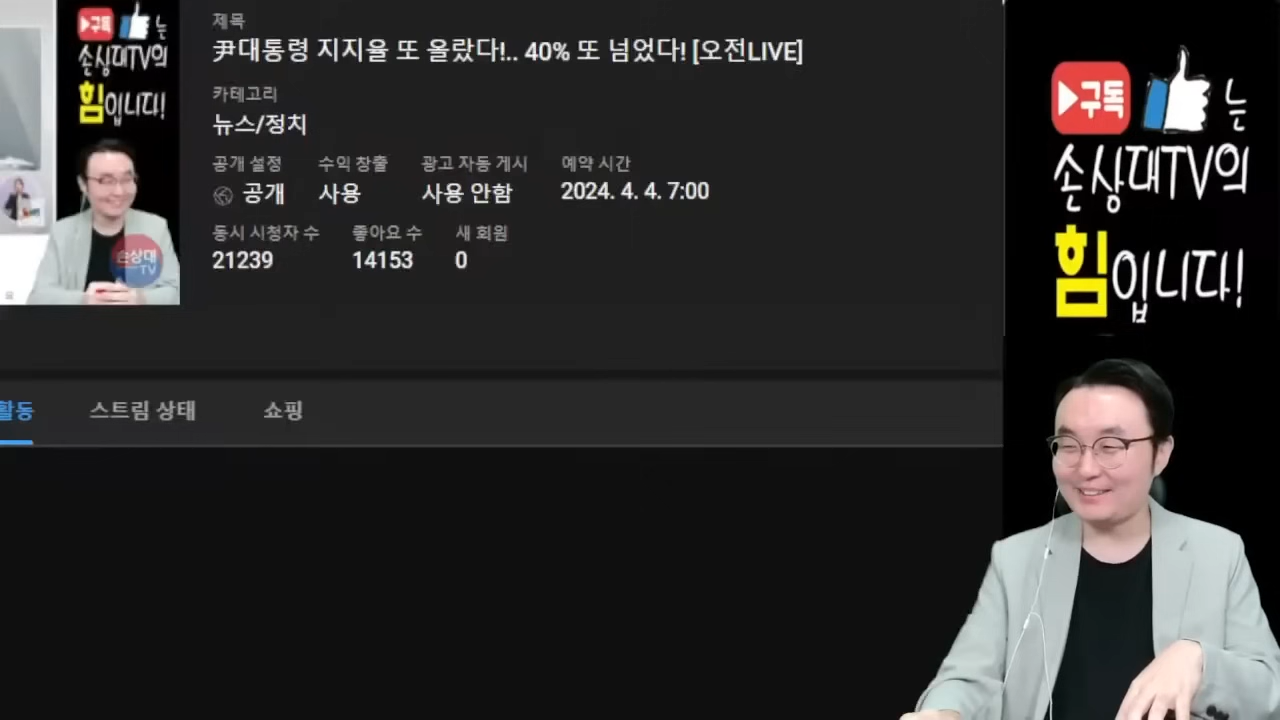 구독 는
손상대TV의
힘입니다!
손상대
TV
제목
尹대통령 지지율 또 올랐다!.. 40% 또 넘었다! [오전LIVE]
카테고리
뉴스/정치
공개 설정 수익 창출 광고 자동 게시 예약 시간
공개 사용 사용 안함 2024. 4. 4. 7:00
동시 시청자 수 좋아요 수 새 회원
21239 14153 0
활동 스트림 상태 쇼핑
구독 는
손상대TV의
힘입니다!